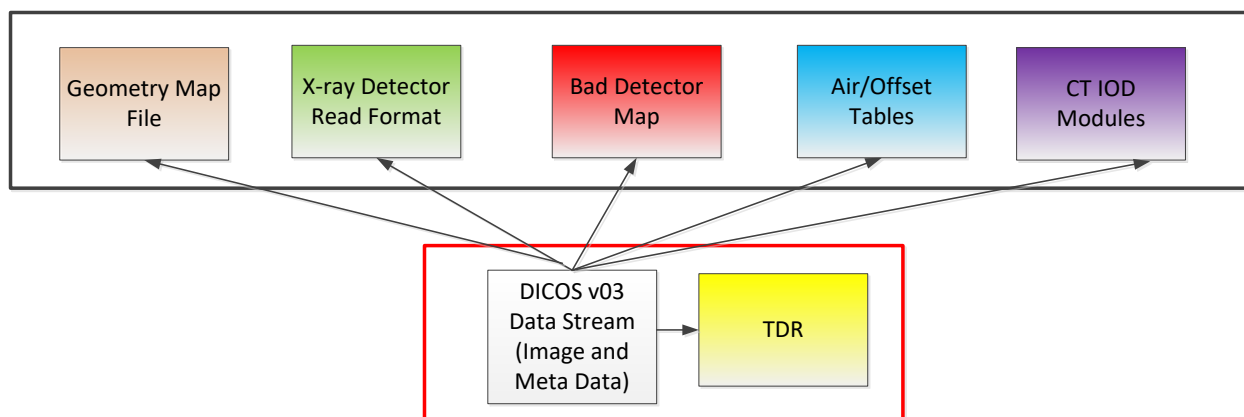 Geometry Map
File
X-ray Detector
Read Format
Bad Detector
Map
Air/Offset
Tables
CT IOD
Modules
DICOS v03
Data Stream
(Image and
Meta Data)
TDR